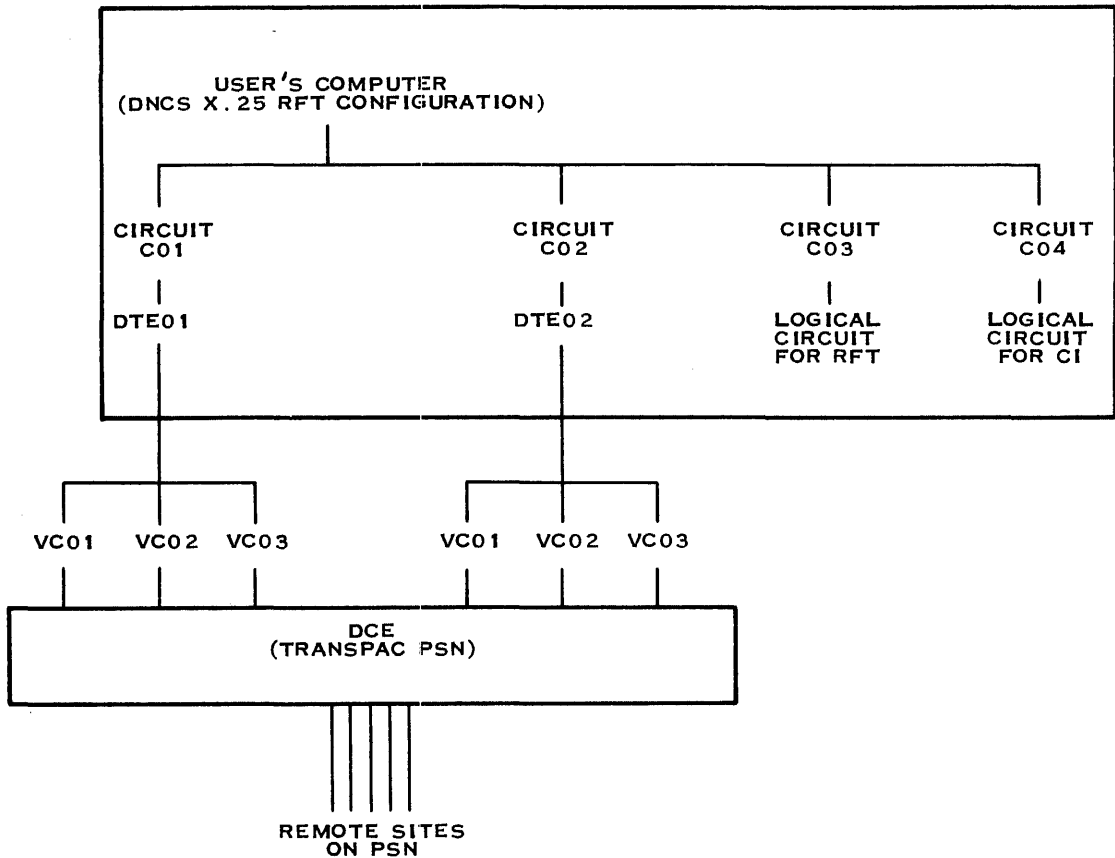 USER'S COMPUTER
(DNCS X.25 RFT CONFIGURATION)
CIRCUIT
C01
CIRCUIT
C02
CIRCUIT
C03
CIRCUIT
C04
DTE01
DTE02
LOGICAL
CIRCUIT
FOR RFT
LOGICAL
CIRCUIT
FOR CI
VC01
VC02
VC03
VC01
VC02
VC03
DCE
(TRANSPAC PSN)
REMOTE SITES
ON PSN